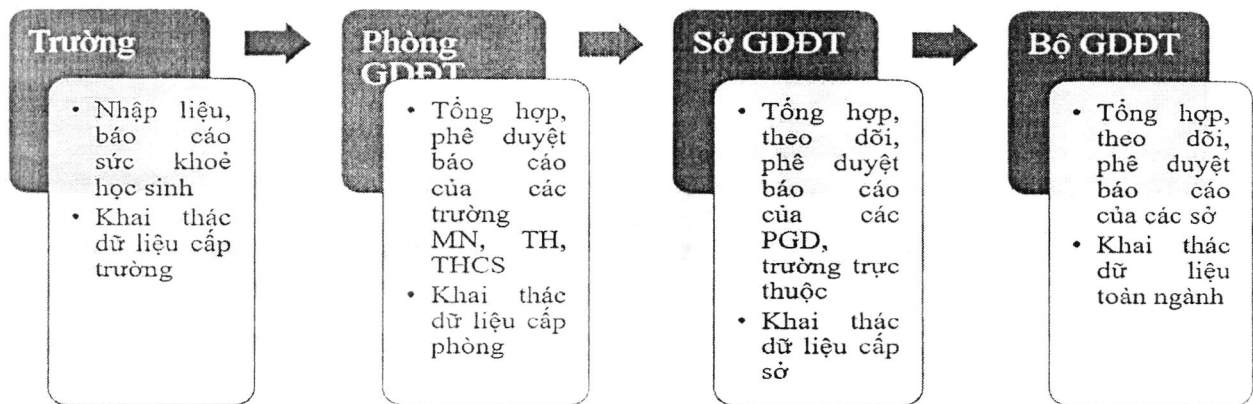 Trường
• Nhập liệu,
báo cáo
sức khoẻ
học sinh
• Khai thác
dữ liệu cấp
trường
Phòng
GDĐT
• Tổng hợp,
phê duyệt
báo cáo
của các
trường
MN, TH,
THCS
• Khai thác
dữ liệu cấp
phòng
Sở GDĐT
• Tổng hợp,
theo dõi,
phê duyệt
báo cáo
của các
PGD,
trường trực
thuộc
• Khai thác
dữ liệu cấp
sở
Bộ GDĐT
• Tổng hợp,
theo dõi,
phê duyệt
báo cáo
của các sở
• Khai thác
dữ liệu
toàn ngành